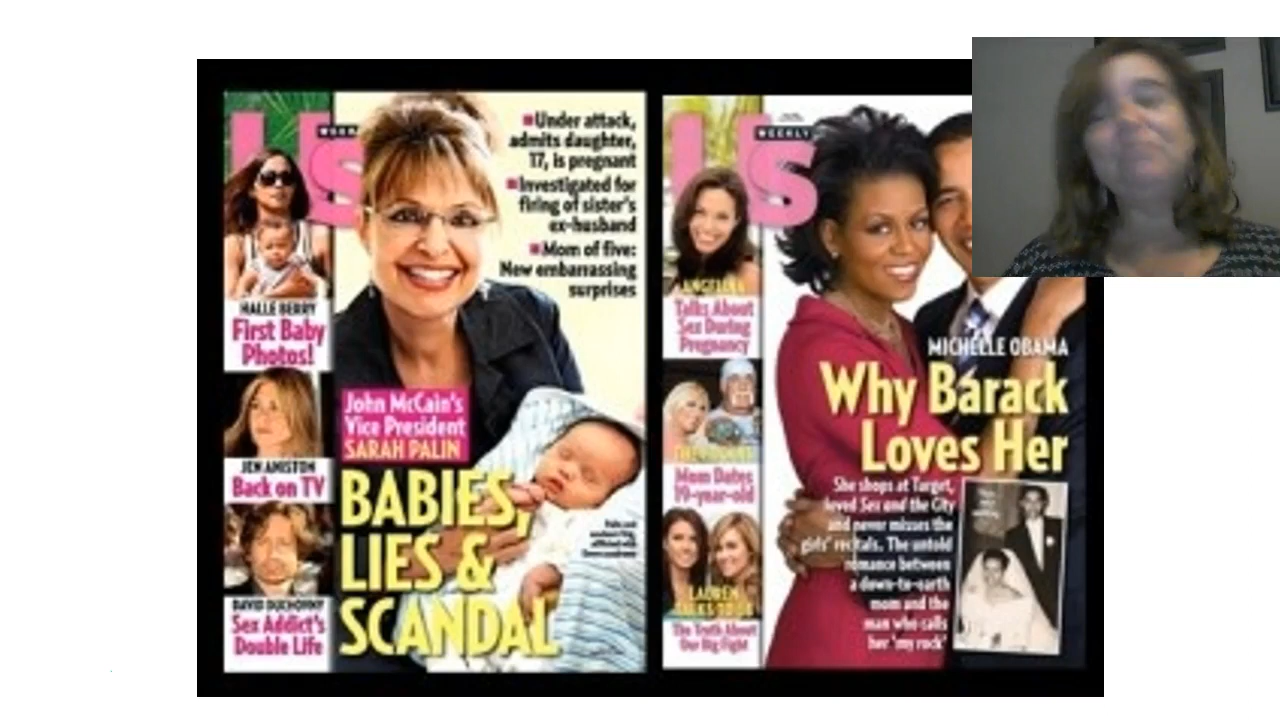 Us
WEEKLY
Under attack,
admits daughter,
17, is pregnant
Investigated for
firing of sister's
ex-husband
Mom of five:
New embarrassing
surprises
HALLE BERRY
First Baby
Photos!
JEN ANISTON
Back on TV
DAVID DUCHOVNY
Sex Addict's
Double Life
John McCain's
Vice President
SARAH PALIN
BABIES,
LIES &
SCANDAL
Us
WEEKLY
ANGELINA
Talks About
Sex During
Pregnancy
Mom Dates
19-year-old
LAUREN
TALKS TO US
The Truth About
Our Big Fight
MICHELLE OBAMA
Why Barack
Loves Her
She shops at Target,
loved Sex and the City
and never misses the
girls' recitals. The untold
romance between
a down-to-earth
mom and the
man who calls
her 'my rock'